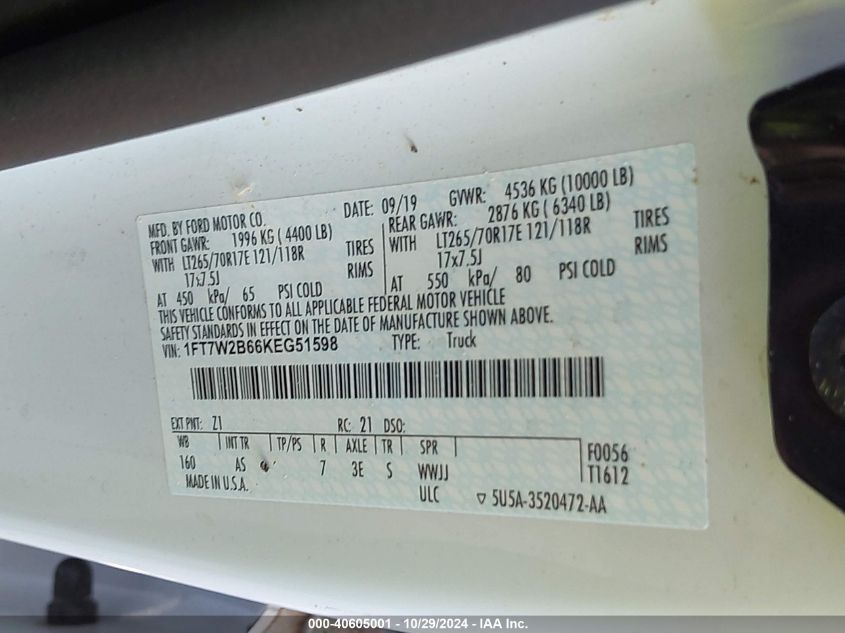 MFD. BY FORD MOTOR CO.
DATE: 09/19
GVWR: 4536 KG (10000 LB)
FRONT GAWR: 1996 KG ( 4400 LB)
REAR GAWR: 2876 KG ( 6340 LB)
WITH LT265/70R17E 121/118R TIRES
WITH LT265/70R17E 121/118R TIRES
17x7.5J RIMS
17x7.5J RIMS
AT 450 kPa/ 65 PSI COLD
AT 550 kPa/ 80 PSI COLD
THIS VEHICLE CONFORMS TO ALL APPLICABLE FEDERAL MOTOR VEHICLE
SAFETY STANDARDS IN EFFECT ON THE DATE OF MANUFACTURE SHOWN ABOVE.
VIN: 1FT7W2B66KEG51598 TYPE: Truck
EXT PNT: Z1 RC: 21 DSO:
WB INT TR TP/PS R AXLE TR SPR
160 AS 7 3E S WWJJ
F0056
T1612
MADE IN U.S.A. ULC ▽ 5U5A-3520472-AA
000-40605001 - 10/29/2024 - IAA Inc.